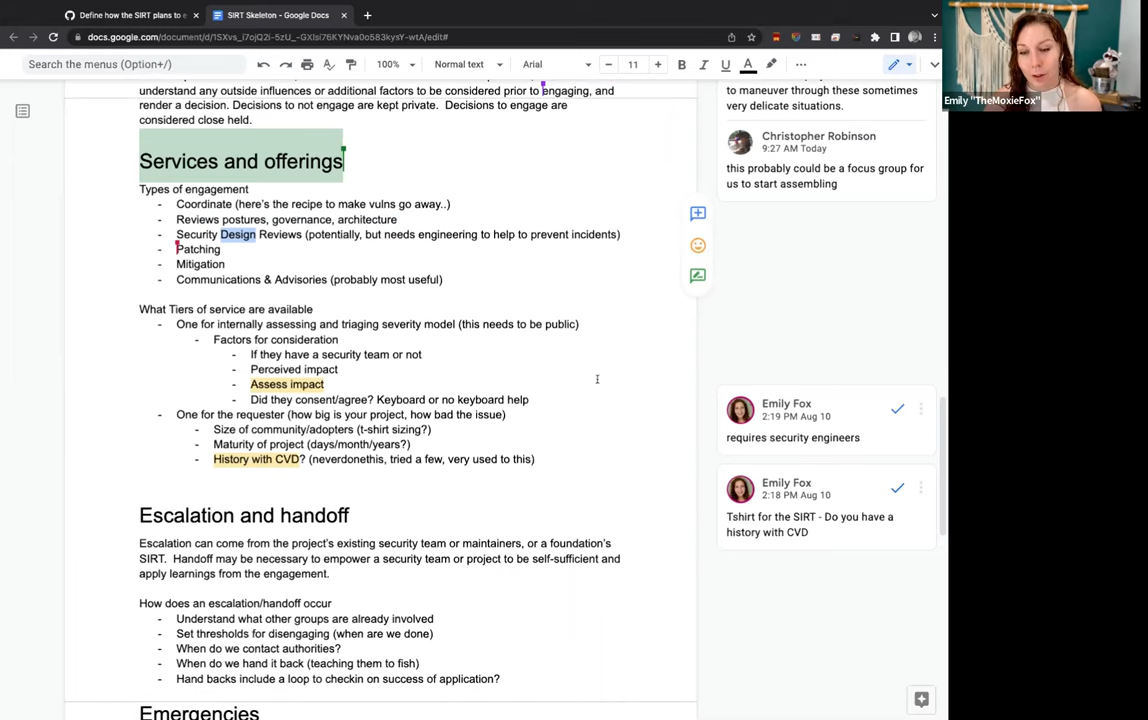 Define how the SIRT plans to e
SIRT Skeleton - Google Docs
docs.google.com/document/d/1SXvs_i7ojQ2i-5zU_-GXlsi76KYNva0o583kysY-wtA/edit#
Search the menus (Option+/)
100%
Normal text
Arial
11
understand any outside influences or additional factors to be considered prior to engaging, and
render a decision. Decisions to not engage are kept private.  Decisions to engage are
considered close held.
Services and offerings
Types of engagement
- Coordinate (here's the recipe to make vulns go away..)
- Reviews postures, governance, architecture
- Security Design Reviews (potentially, but needs engineering to help to prevent incidents)
- Patching
- Mitigation
- Communications & Advisories (probably most useful)
What Tiers of service are available
- One for internally assessing and triaging severity model (this needs to be public)
- Factors for consideration
- If they have a security team or not
- Perceived impact
- Assess impact
- Did they consent/agree? Keyboard or no keyboard help
- One for the requester (how big is your project, how bad the issue)
- Size of community/adopters (t-shirt sizing?)
- Maturity of project (days/month/years?)
- History with CVD? (neverdonethis, tried a few, very used to this)
Escalation and handoff
Escalation can come from the project's existing security team or maintainers, or a foundation's
SIRT.  Handoff may be necessary to empower a security team or project to be self-sufficient and
apply learnings from the engagement.
How does an escalation/handoff occur
- Understand what other groups are already involved
- Set thresholds for disengaging (when are we done)
- When do we contact authorities?
- When do we hand it back (teaching them to fish)
- Hand backs include a loop to checkin on success of application?
Emergencies
to maneuver through these sometimes
very delicate situations.
Christopher Robinson
9:27 AM Today
this probably could be a focus group for
us to start assembling
Emily Fox
2:19 PM Aug 10
requires security engineers
Emily Fox
2:18 PM Aug 10
Tshirt for the SIRT - Do you have a
history with CVD
Emily "TheMoxieFox"